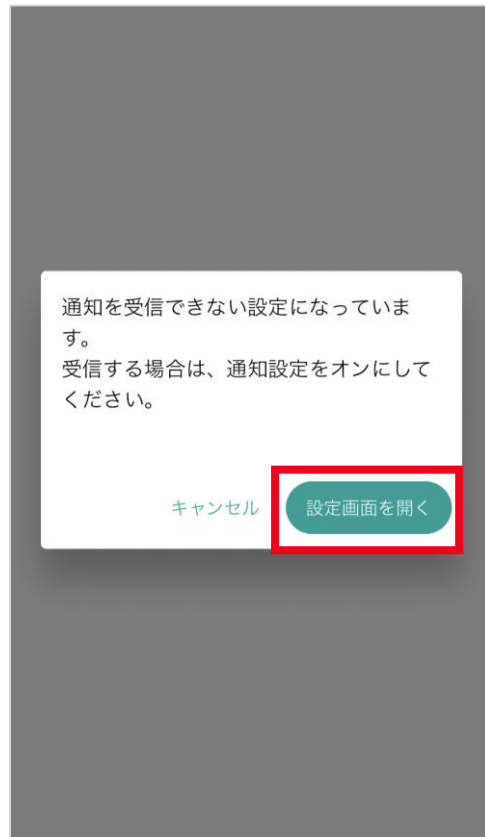 通知を受信できない設定になっていま
す。
受信する場合は、通知設定をオンにして
ください。
キャンセル 設定画面を開く